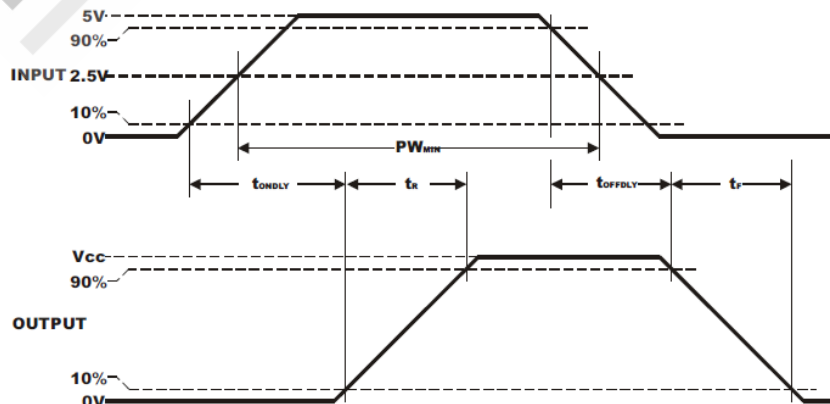 5V
90%
INPUT 2.5V
10%
0V
PWMIN
tONDLY
tR
tOFFDLY
tF
Vcc
90%
OUTPUT
10%
0V